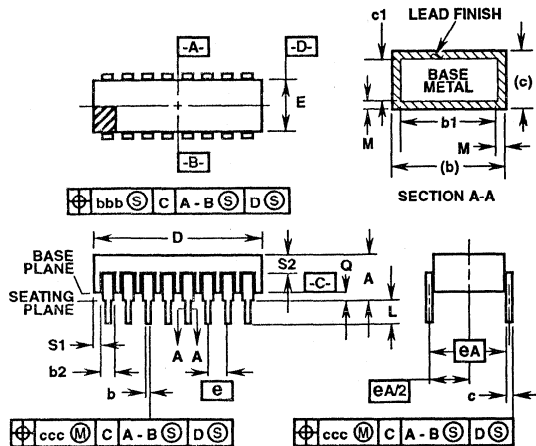 c1
LEAD FINISH
-A-
-D-
E
BASE
METAL
(c)
b1
M
M
(b)
-B-
SECTION A-A
⌖ bbb Ⓢ C A - B Ⓢ D Ⓢ
D
BASE
PLANE
S2
Q
A
-C-
SEATING
PLANE
L
S1
A A
eA
b2
e
eA/2
b
c
⌖ ccc Ⓜ C A - B Ⓢ D Ⓢ
⌖ ccc Ⓜ C A - B Ⓢ D Ⓢ